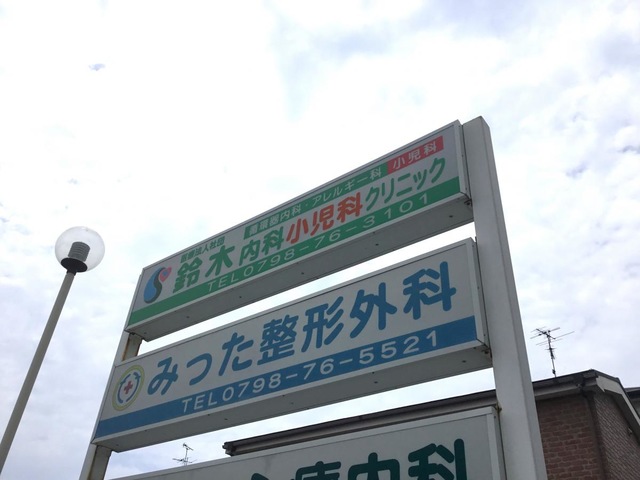 循環器内科・アレルギー科 小児科
医療法人社団
鈴木内科小児科クリニック
TEL0798-76-3101
みった整形外科
TEL0798-76-5521
療内科